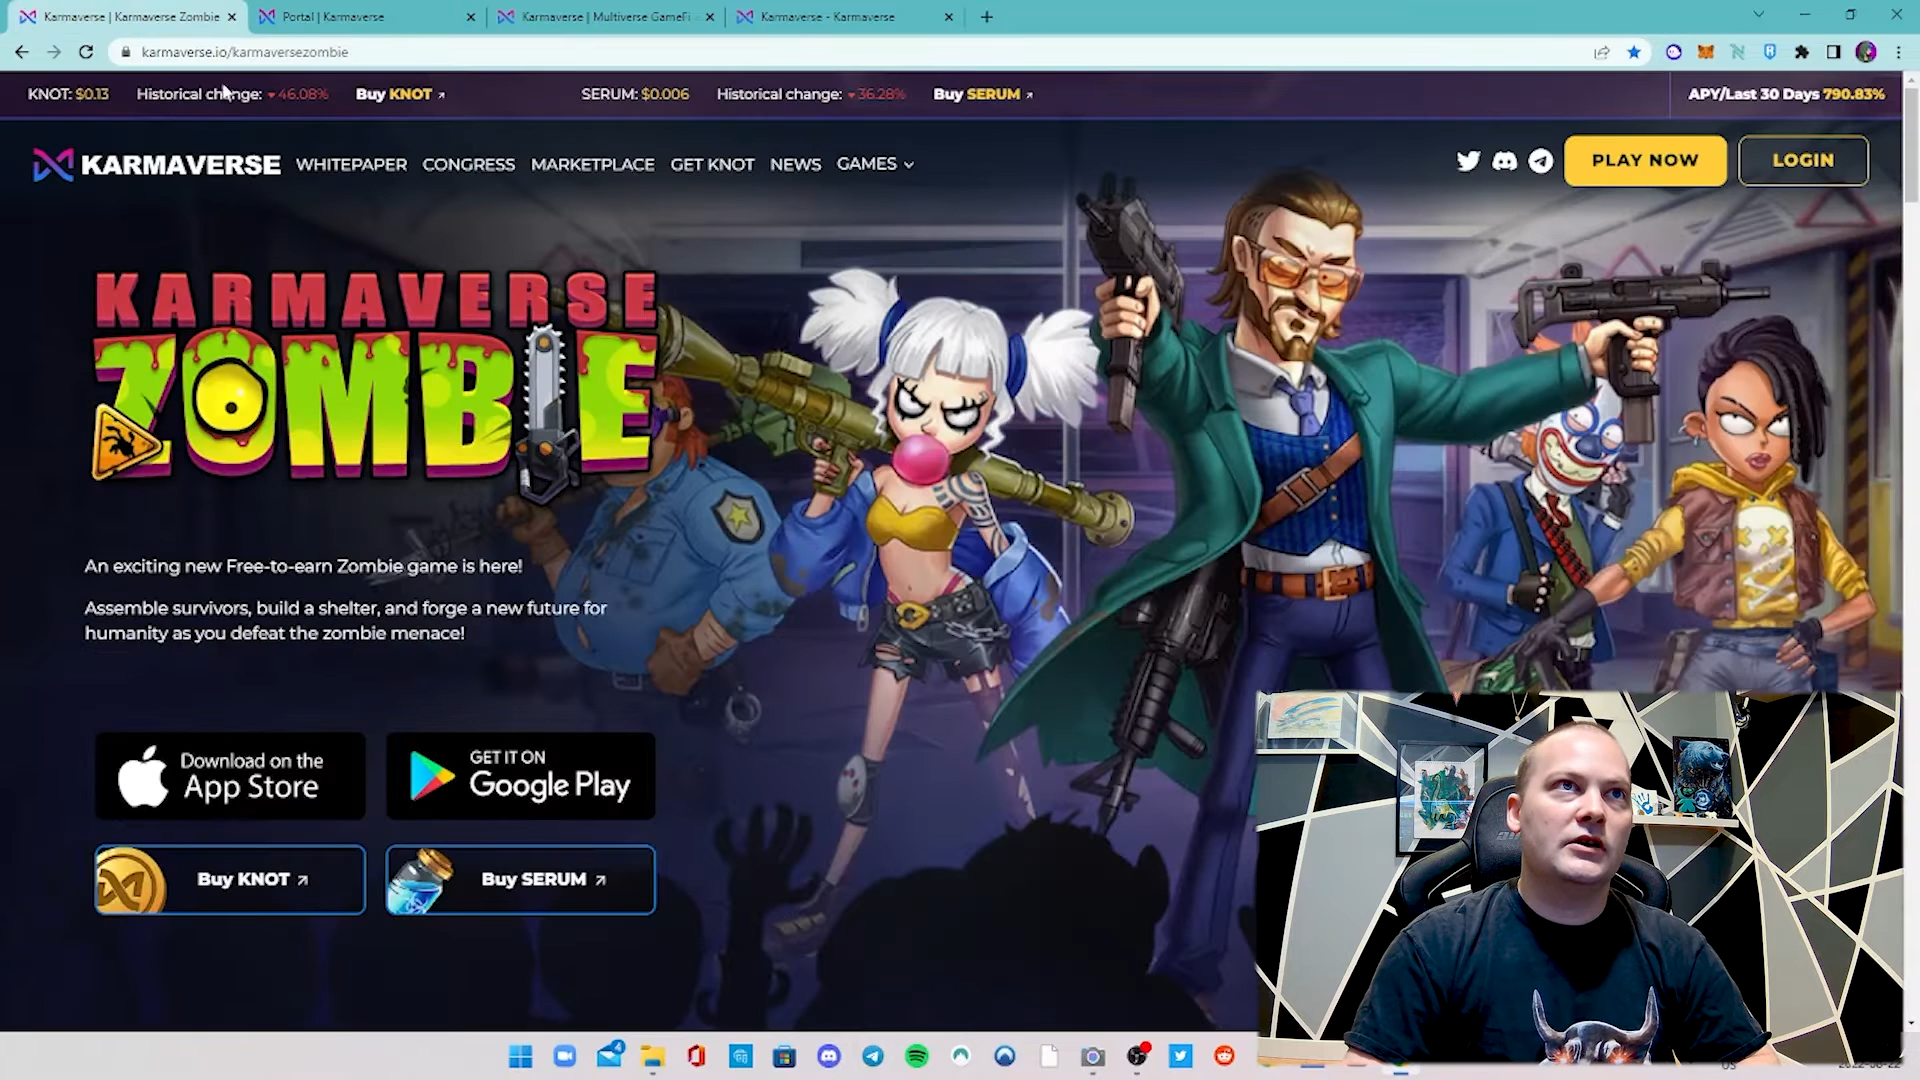 Karmaverse | Karmaverse Zombie
Portal | Karmaverse
Karmaverse | Multiverse GameFi
Karmaverse - Karmaverse
karmaverse.io/karmaversezombie
KNOT: $0.13 Historical change: 46.08% Buy KNOT
SERUM: $0.006 Historical change: 36.28% Buy SERUM
APY/Last 30 Days 790.83%
KARMAVERSE
WHITEPAPER CONGRESS MARKETPLACE GET KNOT NEWS GAMES
PLAY NOW
LOGIN
KARMAVERSE
ZOMBIE
An exciting new Free-to-earn Zombie game is here!
Assemble survivors, build a shelter, and forge a new future for
humanity as you defeat the zombie menace!
Download on the
App Store
GET IT ON
Google Play
Buy KNOT
Buy SERUM
4